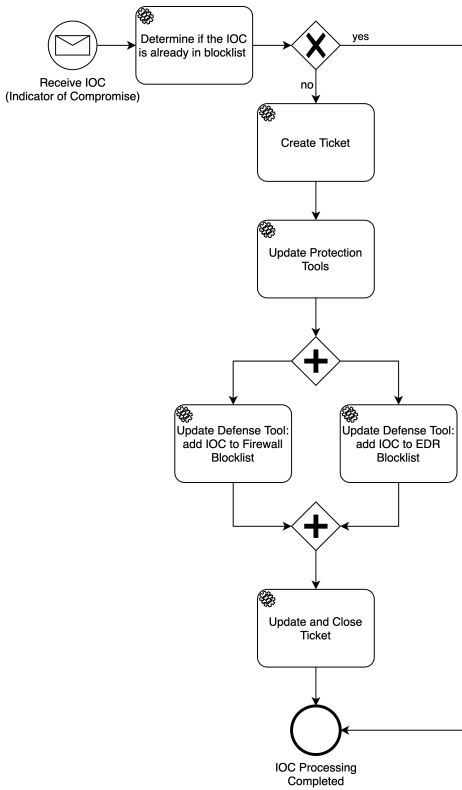 Determine if the IOC
is already in blocklist
yes
Receive IOC
(Indicator of Compromise)
no
Create Ticket
Update Protection
Tools
Update Defense Tool:
add IOC to Firewall
Blocklist
Update Defense Tool:
add IOC to EDR
Blocklist
Update and Close
Ticket
IOC Processing
Completed